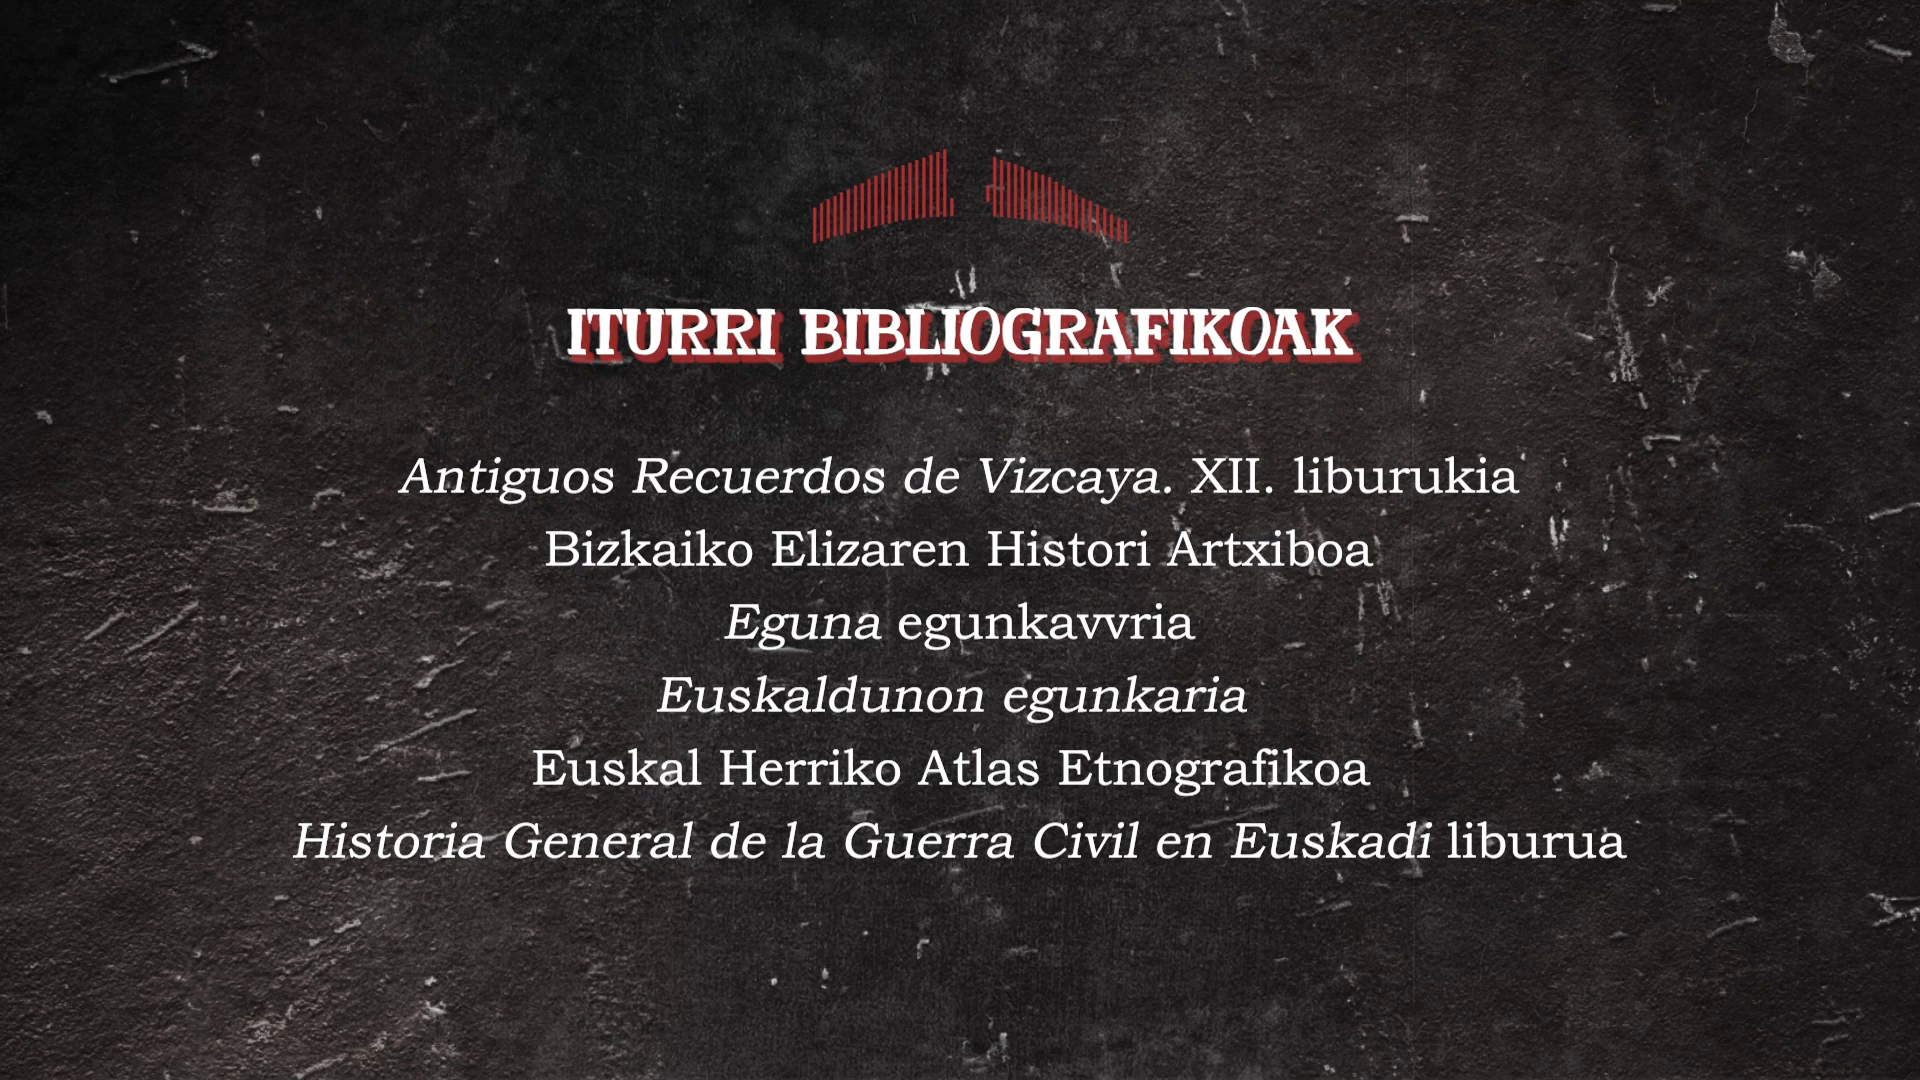 ITURRI BIBLIOGRAFIKOAK
Antiguos Recuerdos de Vizcaya. XII. liburukia
Bizkaiko Elizaren Histori Artxiboa
Eguna egunkavvria
Euskaldunon egunkaria
Euskal Herriko Atlas Etnografikoa
Historia General de la Guerra Civil en Euskadi liburua